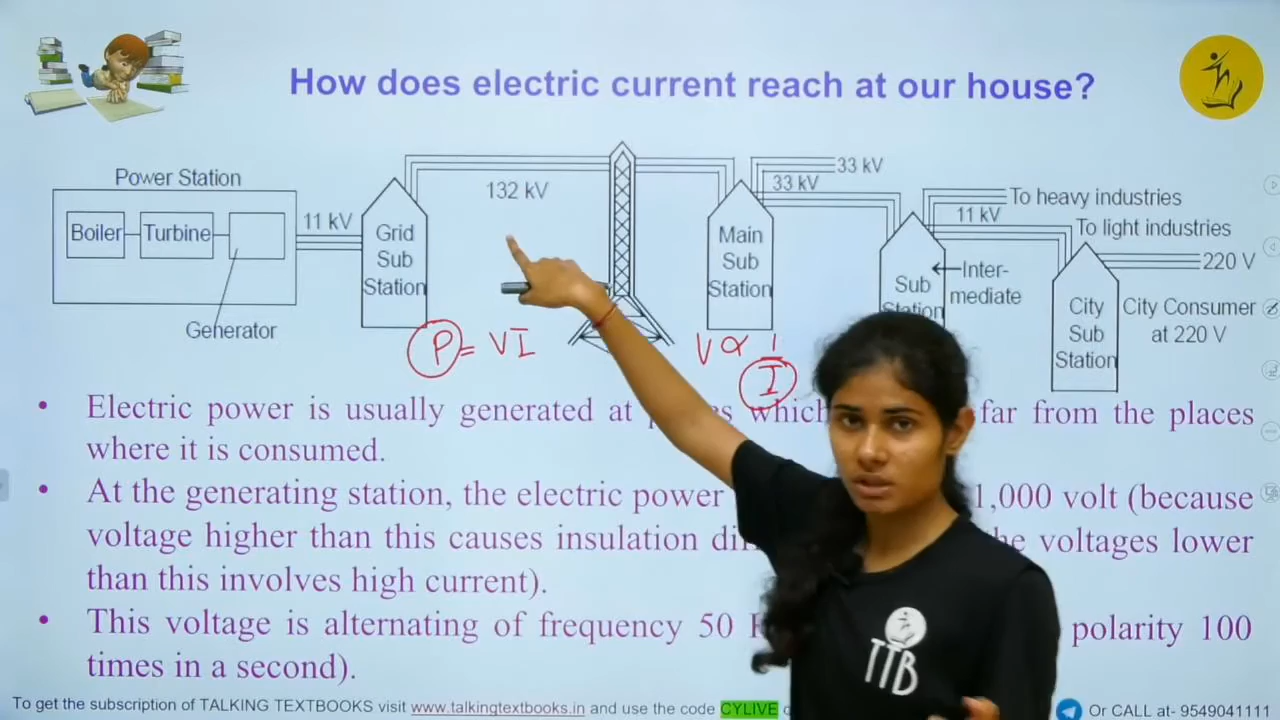 How does electric current reach at our house?
Power Station
Boiler
Turbine
Generator
11 kV
Grid
Sub
Station
132 kV
Main
Sub
Station
33 kV
33 kV
Sub
Station
Inter-
mediate
To heavy industries
11 kV
To light industries
220 V
City
Sub
Station
City Consumer
at 220 V
P = VI
V ∝ 1/I
• Electric power is usually generated at which far from the places
where it is consumed.
• At the generating station, the electric power 1,000 volt (because
voltage higher than this causes insulation voltages lower
than this involves high current).
• This voltage is alternating of frequency 50 polarity 100
times in a second).
TTB
To get the subscription of TALKING TEXTBOOKS visit www.talkingtextbooks.in and use the code CYLIVE
Or CALL at- 9549041111